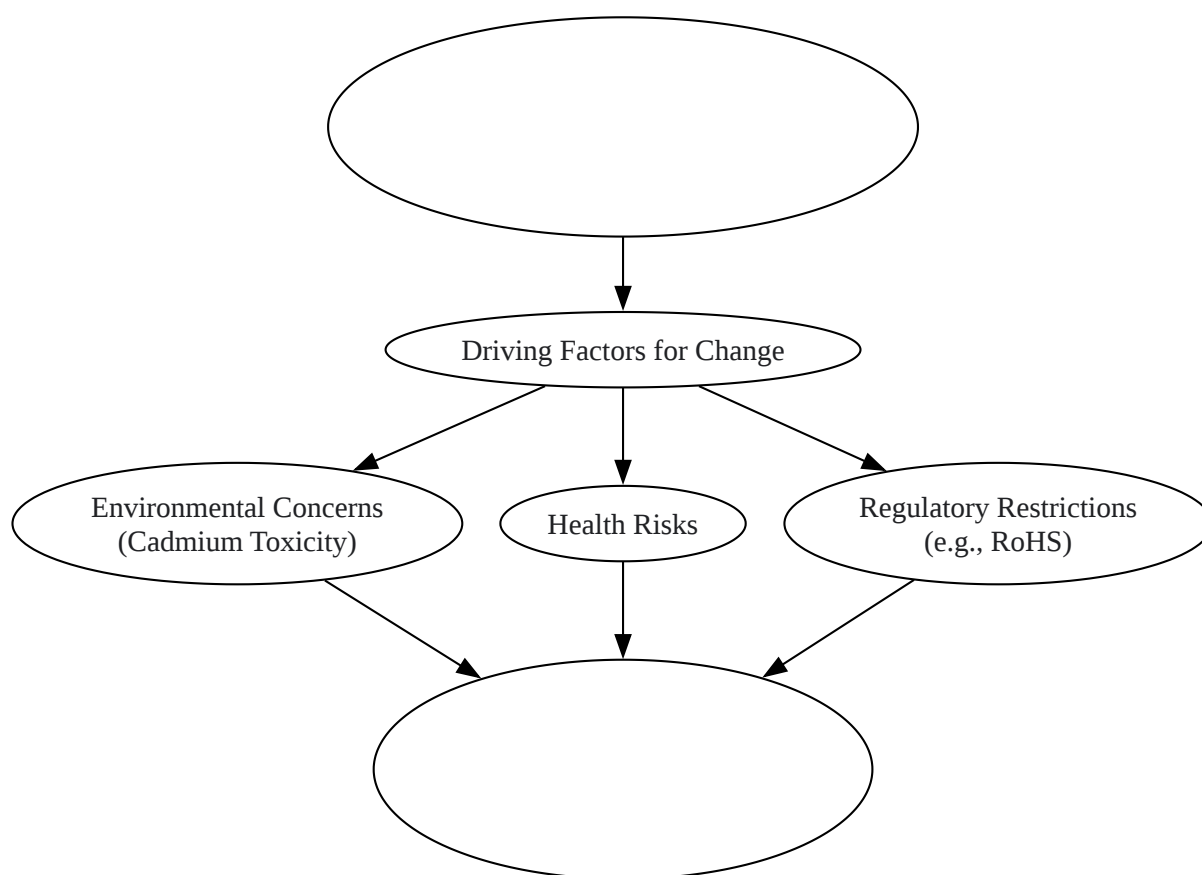 Driving Factors for Change
Environmental Concerns
(Cadmium Toxicity)
Health Risks
Regulatory Restrictions
(e.g., RoHS)